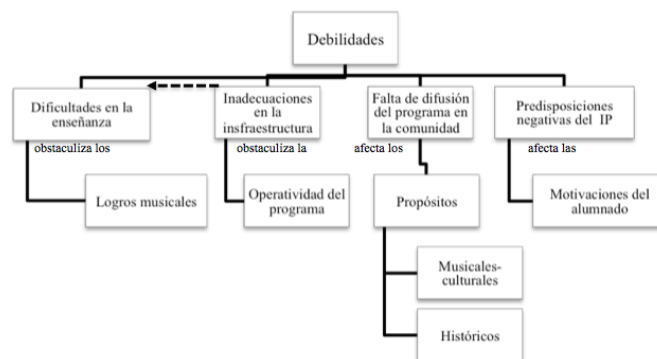 Debilidades
Dificultades en la
enseñanza
Inadecuaciones
en la
insfraestructura
Falta de difusión
del programa en
la comunidad
Predisposiciones
negativas del IP
obstaculiza los
obstaculiza la
afecta los
afecta las
Logros musicales
Operatividad del
programa
Propósitos
Motivaciones del
alumnado
Musicales-
culturales
Históricos